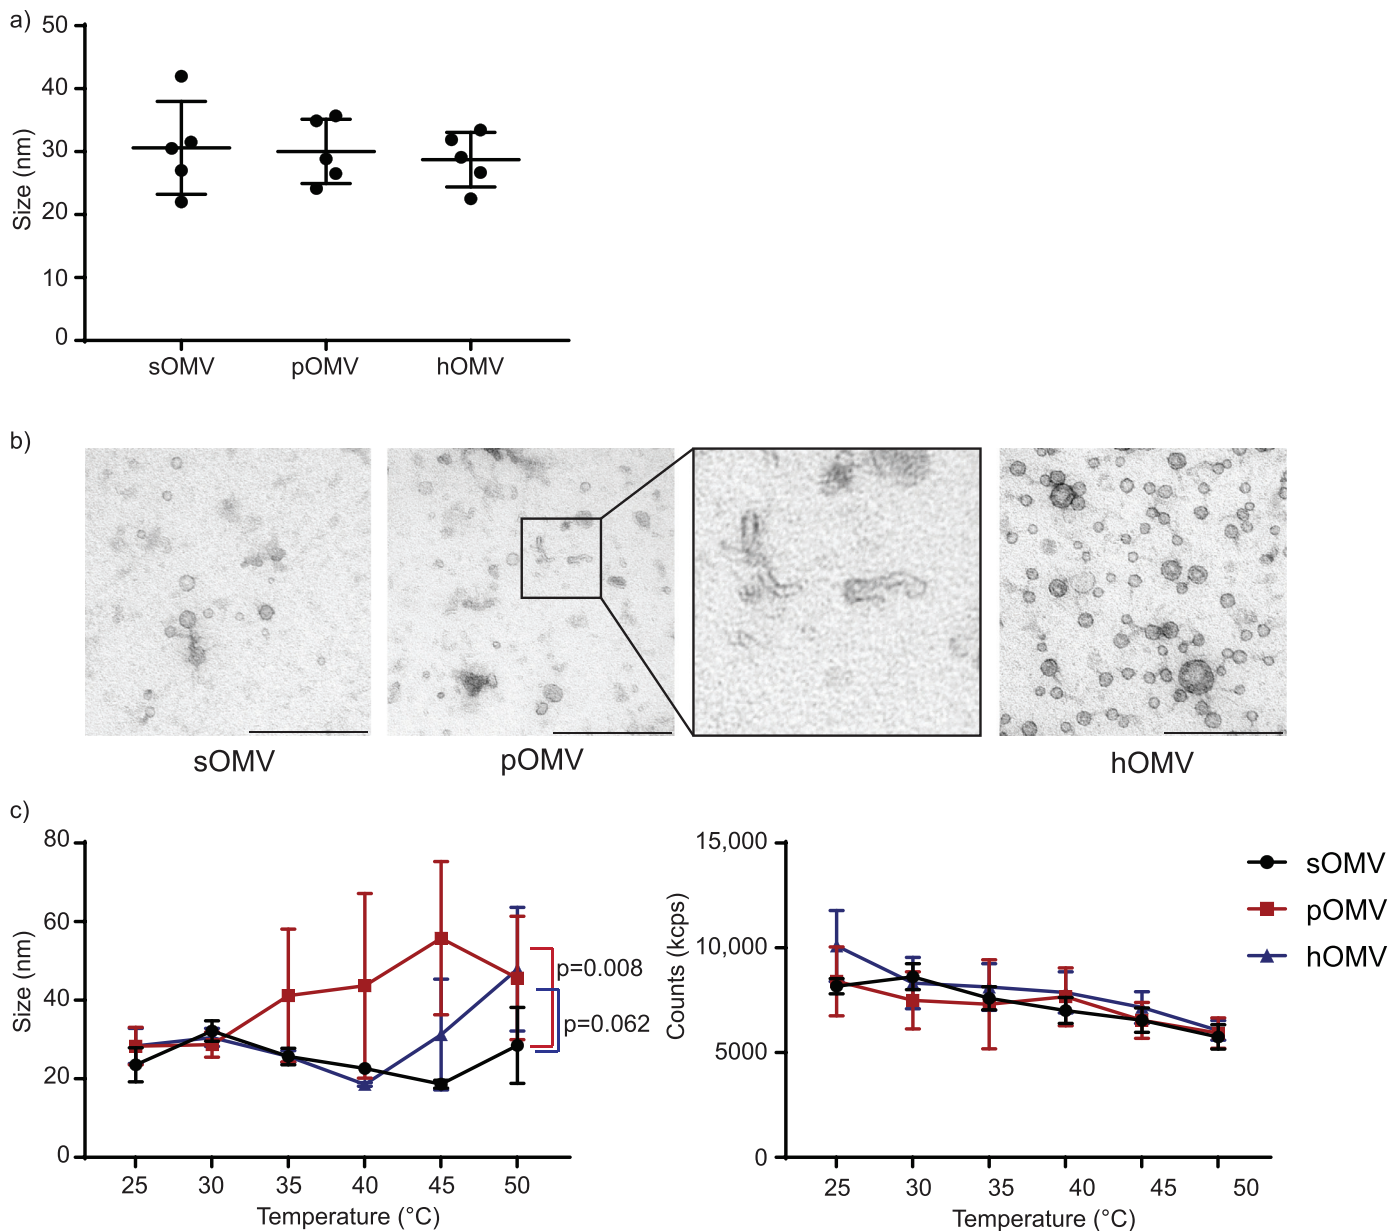 a)
50
40
30
20
10
0
Size (nm)
sOMV
pOMV
hOMV
b)
sOMV
pOMV
hOMV
c)
80
60
40
20
0
Size (nm)
p=0.008
p=0.062
25
30
35
40
45
50
Temperature (°C)
15,000
10,000
5000
0
Counts (kcps)
25
30
35
40
45
50
Temperature (°C)
sOMV
pOMV
hOMV